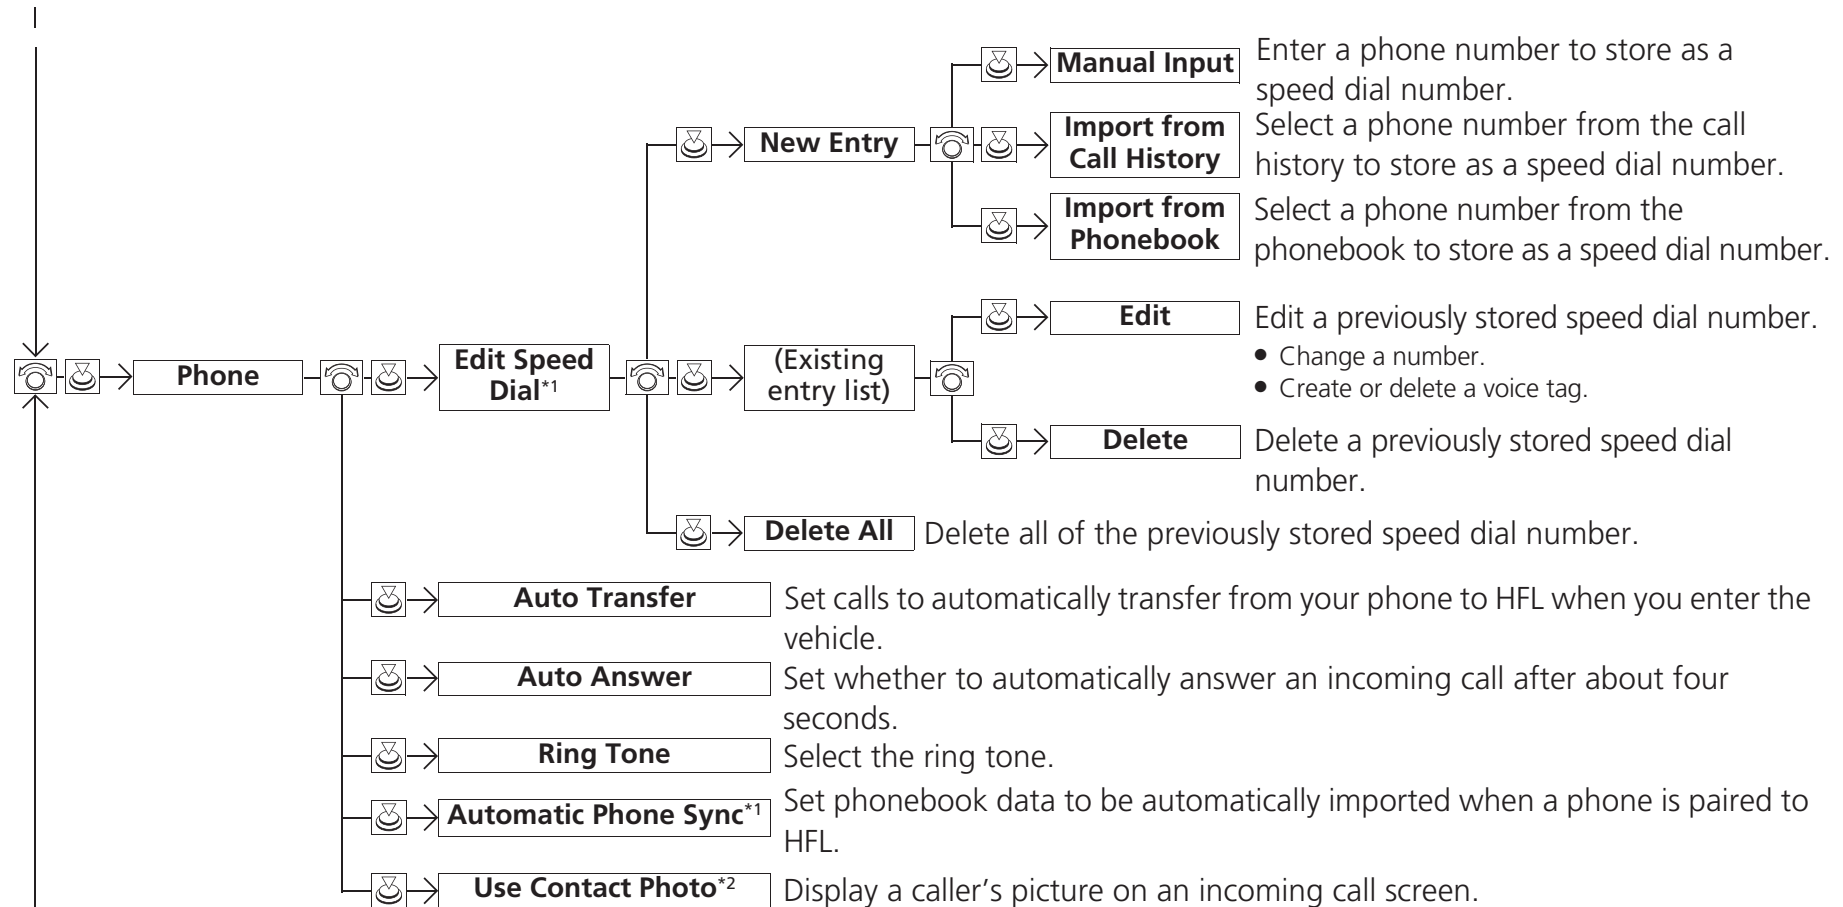 Manual Input
Enter a phone number to store as a
speed dial number.
New Entry
Import from
Call History
Select a phone number from the call
history to store as a speed dial number.
Import from
Phonebook
Select a phone number from the
phonebook to store as a speed dial number.
Phone
Edit Speed
Dial*1
(Existing
entry list)
Edit
Edit a previously stored speed dial number.
● Change a number.
● Create or delete a voice tag.
Delete
Delete a previously stored speed dial
number.
Delete All
Delete all of the previously stored speed dial number.
Auto Transfer
Set calls to automatically transfer from your phone to HFL when you enter the
vehicle.
Auto Answer
Set whether to automatically answer an incoming call after about four
seconds.
Ring Tone
Select the ring tone.
Automatic Phone Sync*1
Set phonebook data to be automatically imported when a phone is paired to
HFL.
Use Contact Photo*2
Display a caller’s picture on an incoming call screen.